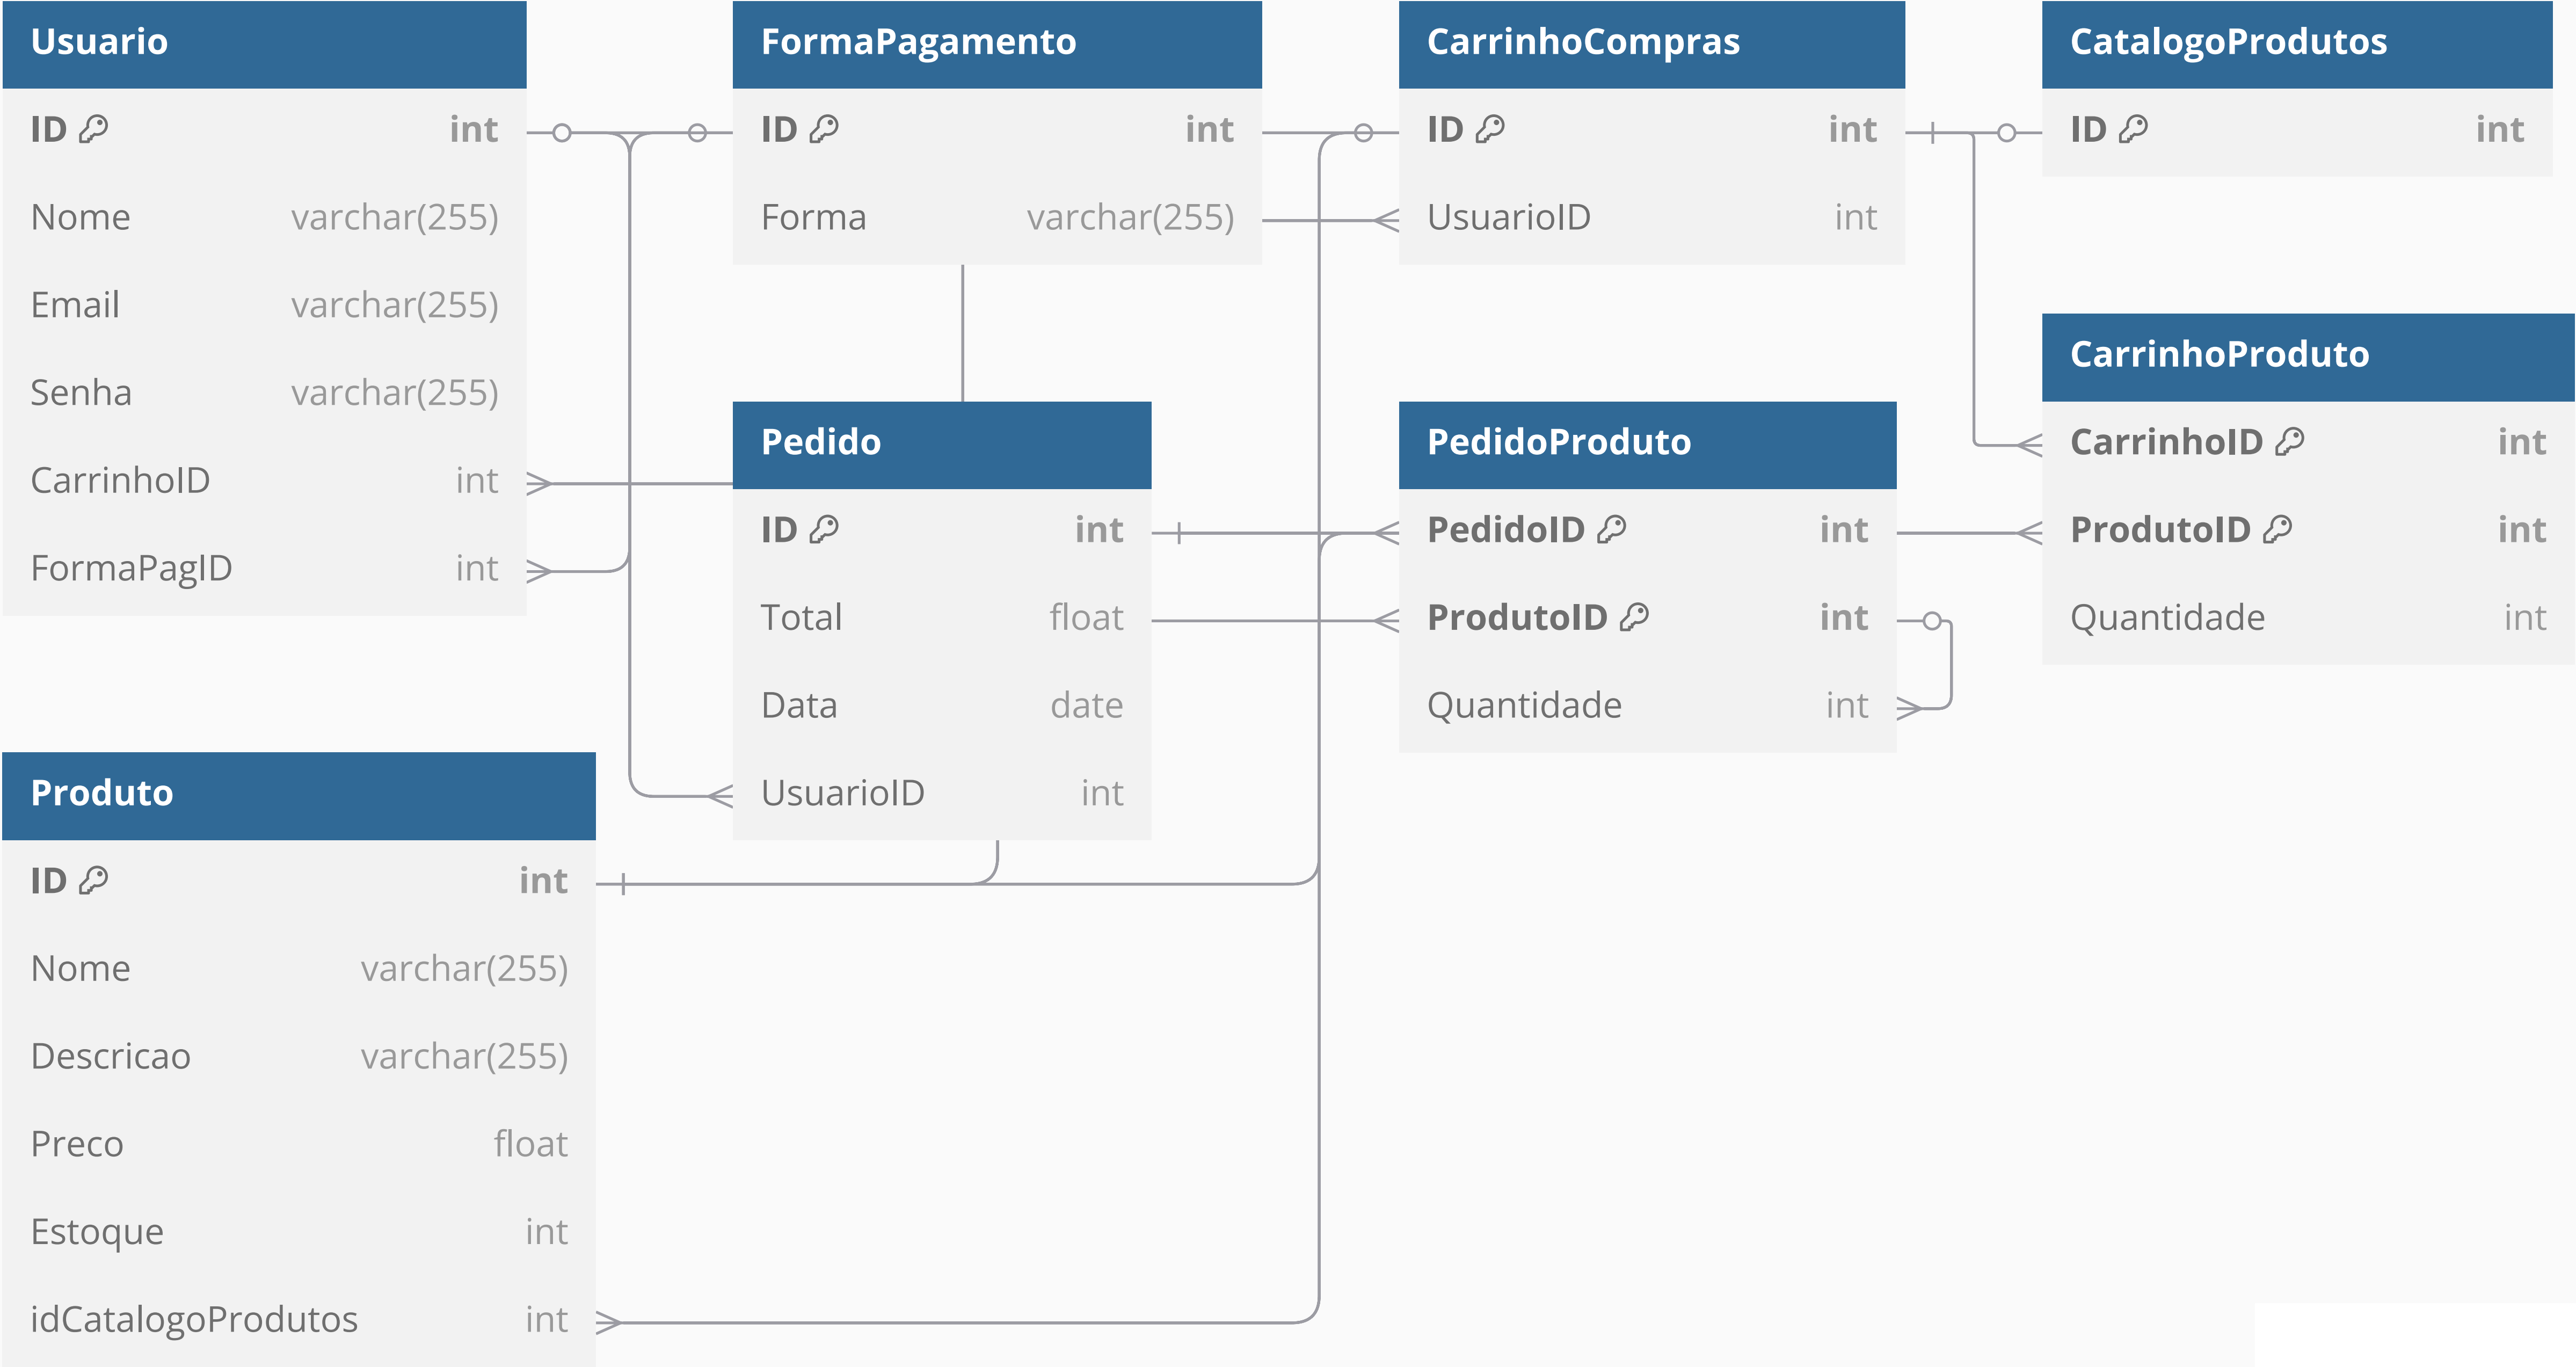 Usuario
ID int
Nome varchar(255)
Email varchar(255)
Senha varchar(255)
CarrinhoID int
FormaPagID int
FormaPagamento
ID int
Forma varchar(255)
CarrinhoCompras
ID int
UsuarioID int
CatalogoProdutos
ID int
CarrinhoProduto
CarrinhoID int
ProdutoID int
Quantidade int
Pedido
ID int
Total float
Data date
UsuarioID int
PedidoProduto
PedidoID int
ProdutoID int
Quantidade int
Produto
ID int
Nome varchar(255)
Descricao varchar(255)
Preco float
Estoque int
idCatalogoProdutos int